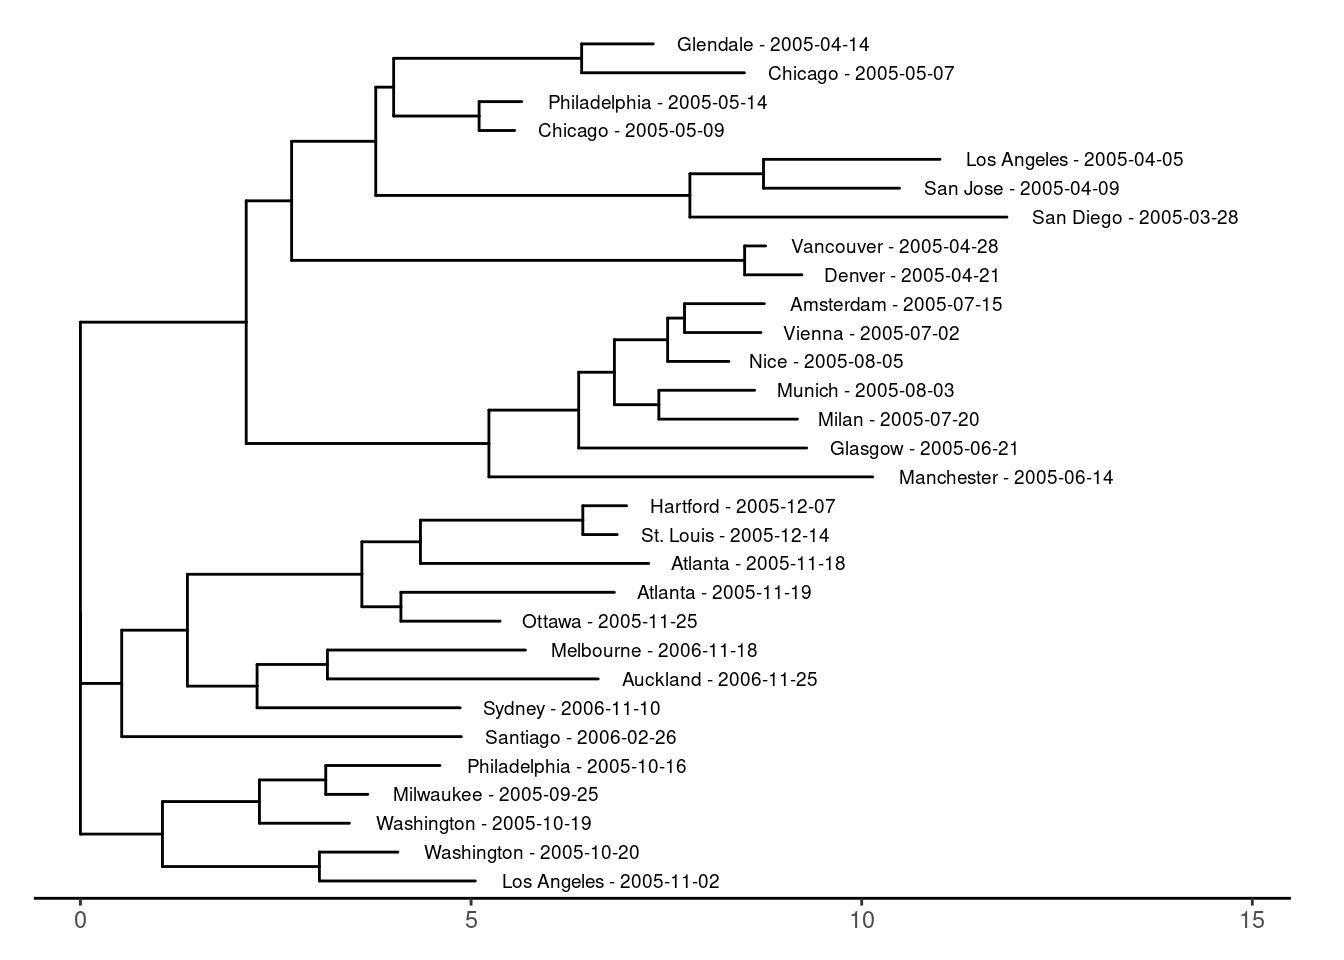 Glendale - 2005-04-14
Chicago - 2005-05-07
Philadelphia - 2005-05-14
Chicago - 2005-05-09
Los Angeles - 2005-04-05
San Jose - 2005-04-09
San Diego - 2005-03-28
Vancouver - 2005-04-28
Denver - 2005-04-21
Amsterdam - 2005-07-15
Vienna - 2005-07-02
Nice - 2005-08-05
Munich - 2005-08-03
Milan - 2005-07-20
Glasgow - 2005-06-21
Manchester - 2005-06-14
Hartford - 2005-12-07
St. Louis - 2005-12-14
Atlanta - 2005-11-18
Atlanta - 2005-11-19
Ottawa - 2005-11-25
Melbourne - 2006-11-18
Auckland - 2006-11-25
Sydney - 2006-11-10
Santiago - 2006-02-26
Philadelphia - 2005-10-16
Milwaukee - 2005-09-25
Washington - 2005-10-19
Washington - 2005-10-20
Los Angeles - 2005-11-02
0 5 10 15